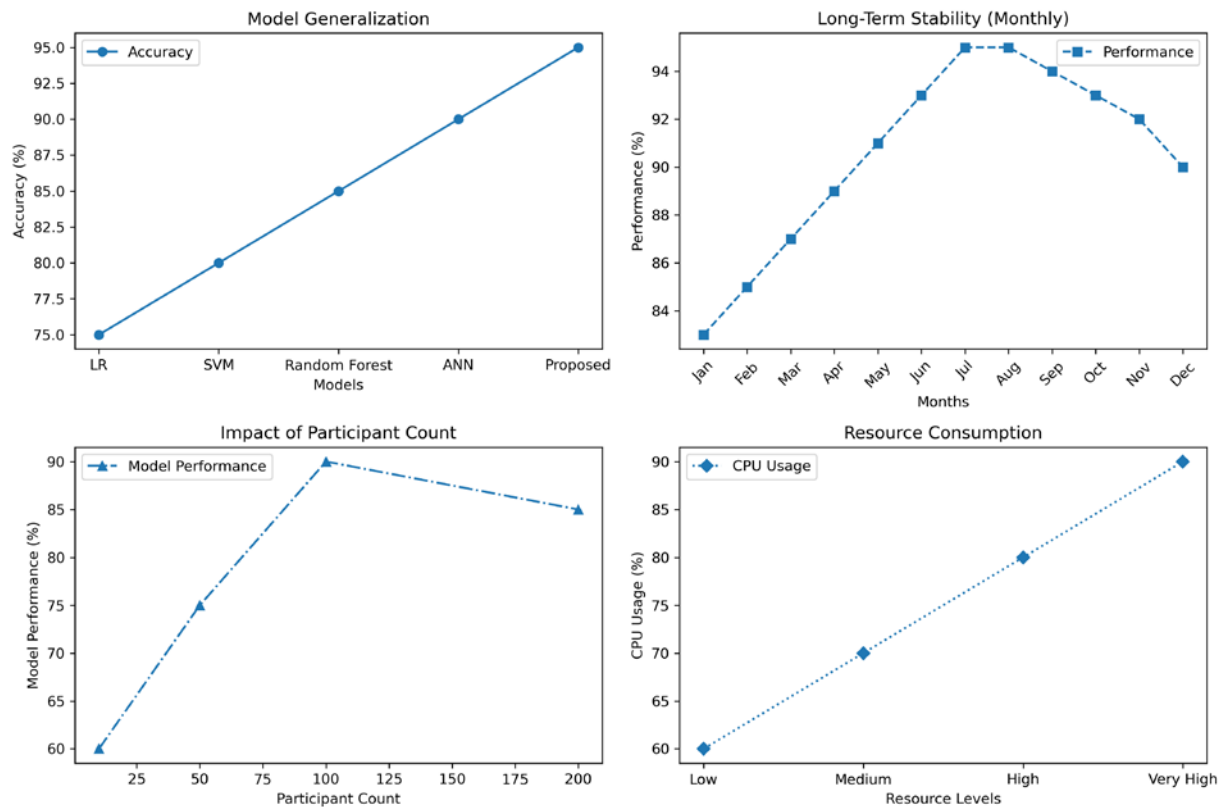 Model Generalization
Accuracy
Accuracy (%)
95.0
92.5
90.0
87.5
85.0
82.5
80.0
77.5
75.0
LR SVM Random Forest ANN Proposed
Models
Long-Term Stability (Monthly)
Performance
Performance (%)
94
92
90
88
86
84
Jan Feb Mar Apr May Jun Jul Aug Sep Oct Nov Dec
Months
Impact of Participant Count
Model Performance
Model Performance (%)
90
85
80
75
70
65
60
25 50 75 100 125 150 175 200
Participant Count
Resource Consumption
CPU Usage
CPU Usage (%)
90
85
80
75
70
65
60
Low Medium High Very High
Resource Levels